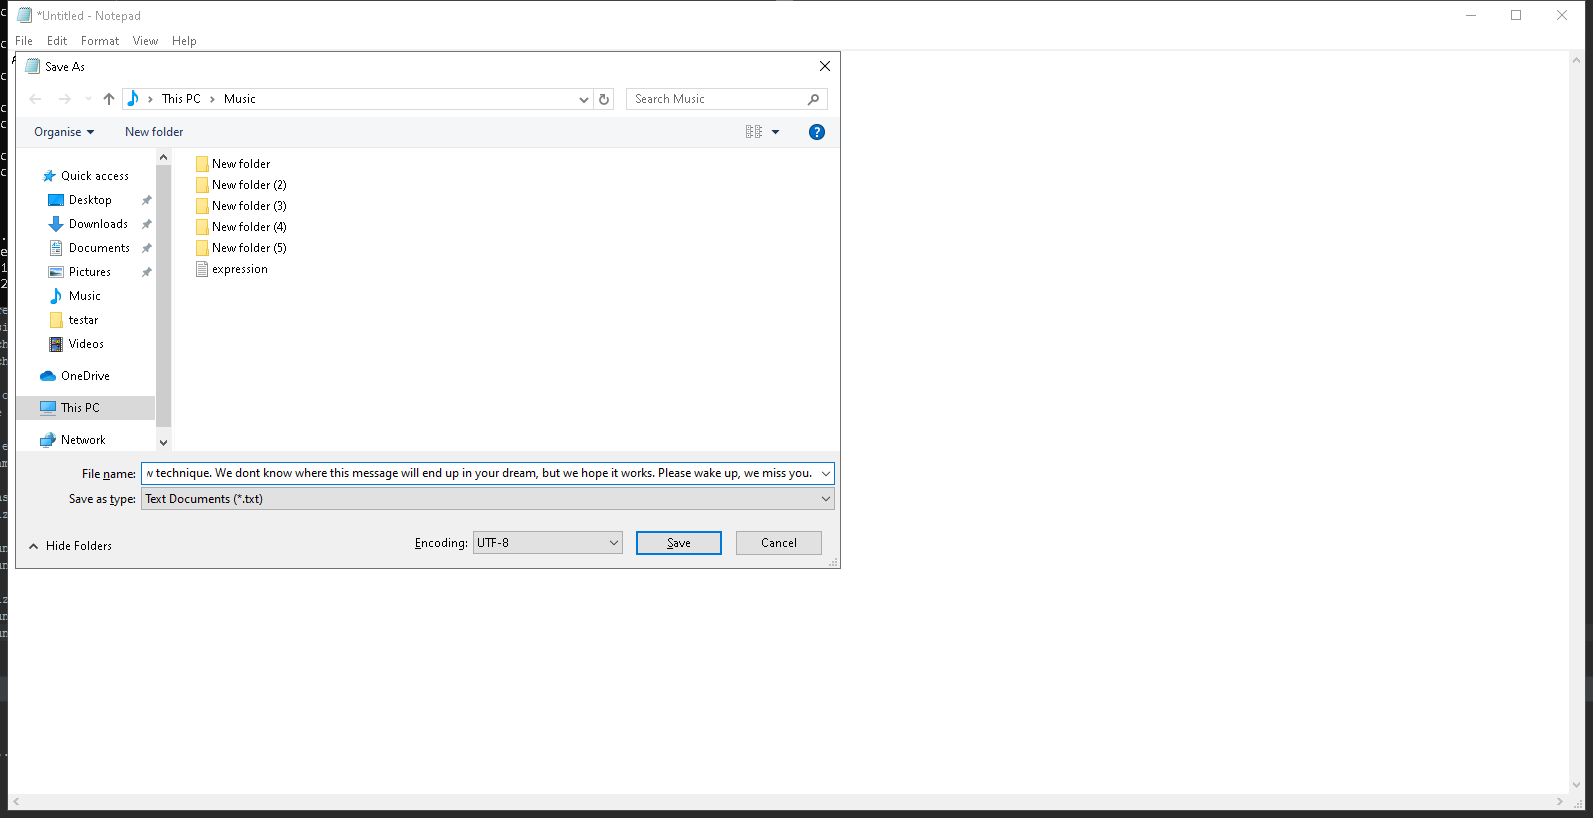 *Untitled - Notepad
File Edit Format View Help
Save As
This PC > Music
Search Music
Organise New folder
Quick access
Desktop
Downloads
Documents
Pictures
Music
testar
Videos
OneDrive
This PC
Network
New folder
New folder (2)
New folder (3)
New folder (4)
New folder (5)
expression
File name: w technique. We dont know where this message will end up in your dream, but we hope it works. Please wake up, we miss you.
Save as type: Text Documents (*.txt)
Hide Folders
Encoding: UTF-8 Save Cancel